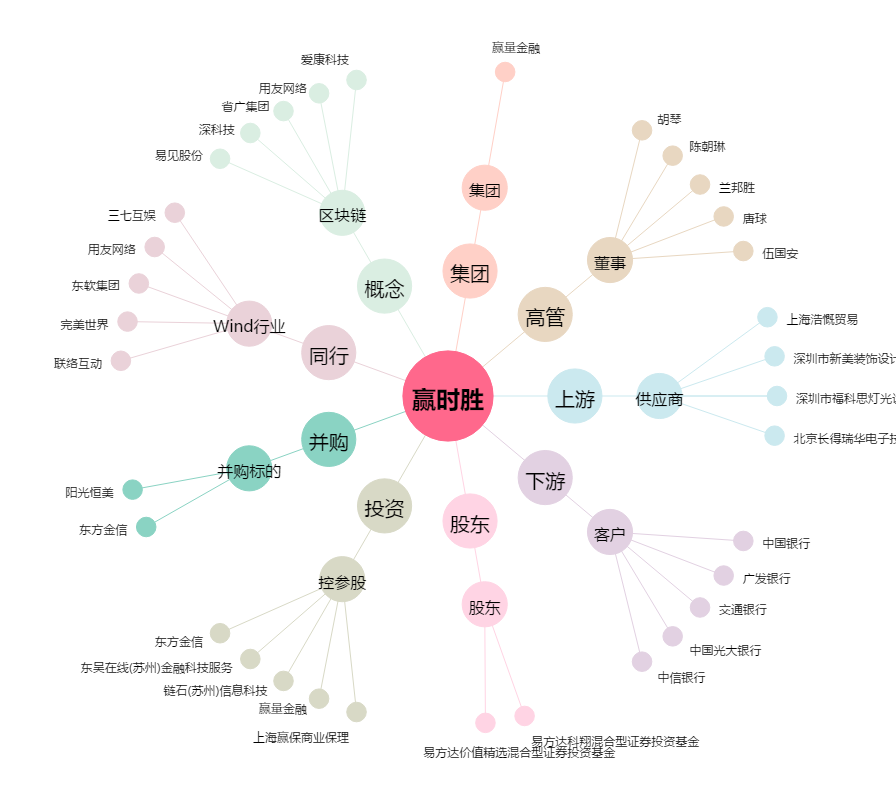 赢量金融
爱康科技
用友网络
省广集团
深科技
易见股份
胡琴
陈朝琳
兰邦胜
唐球
伍国安
集团
区块链
三七互娱
用友网络
东软集团
完美世界
联络互动
集团
董事
概念
高管
Wind行业
同行
上海浩慨贸易
深圳市新美装饰设计
深圳市福科思灯光
北京长得瑞华电子
赢时胜
上游
供应商
并购
并购标的
阳光恒美
东方金信
下游
投资
股东
客户
中国银行
广发银行
交通银行
中国光大银行
中信银行
控参股
股东
东方金信
东吴在线(苏州)金融科技服务
链石(苏州)信息科技
赢量金融
上海赢保商业保理
易方达科翔混合型证券投资基金
易方达价值精选混合型证券投资基金